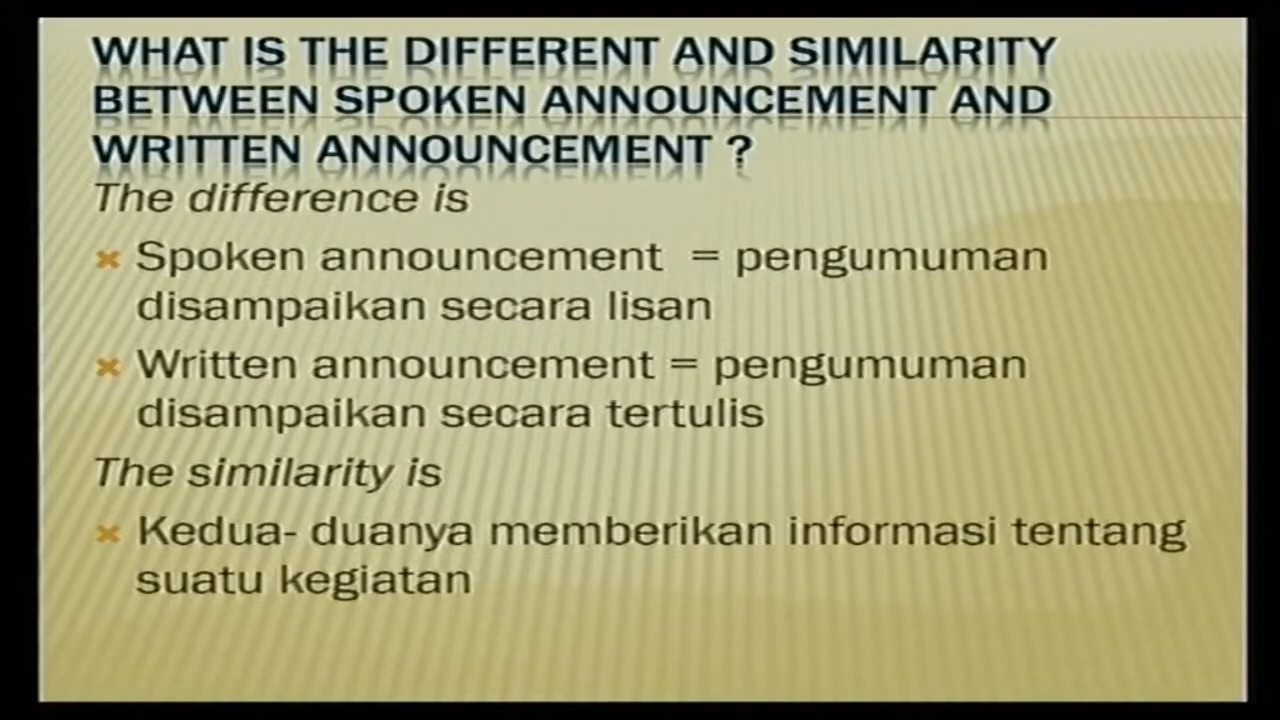 WHAT IS THE DIFFERENT AND SIMILARITY
BETWEEN SPOKEN ANNOUNCEMENT AND
WRITTEN ANNOUNCEMENT ?
The difference is
Spoken announcement = pengumuman
disampaikan secara lisan
Written announcement = pengumuman
disampaikan secara tertulis
The similarity is
Kedua- duanya memberikan informasi tentang
suatu kegiatan